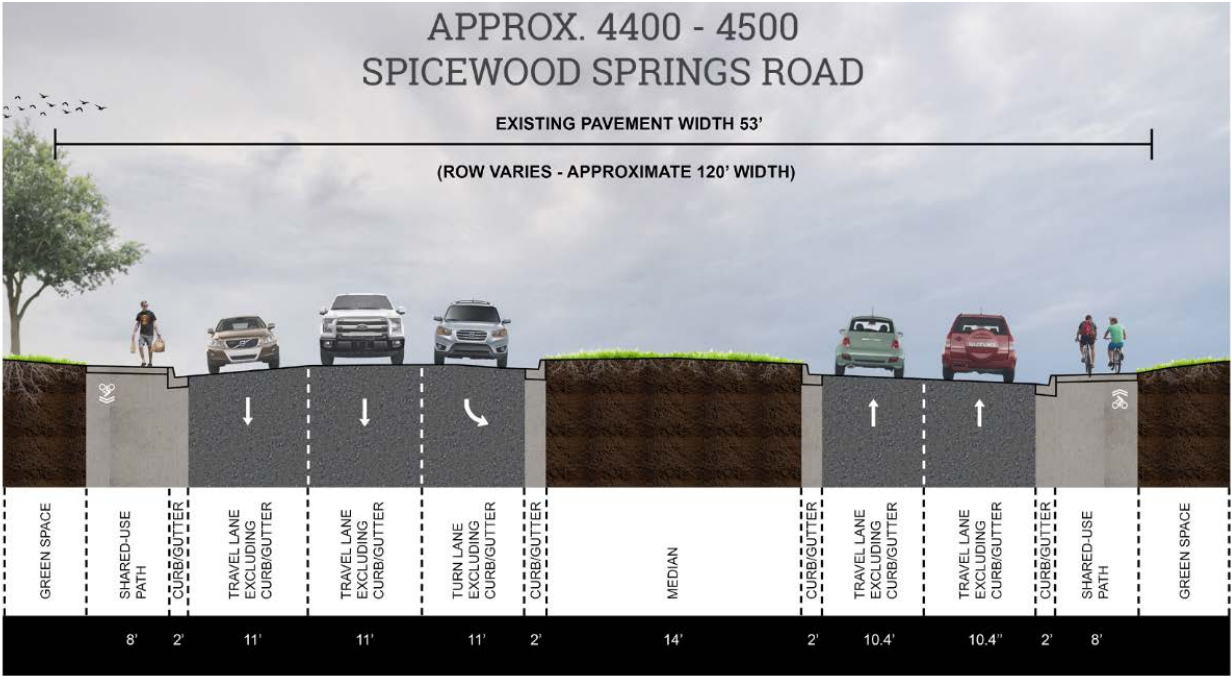 APPROX. 4400 - 4500
SPICEWOOD SPRINGS ROAD
EXISTING PAVEMENT WIDTH 53'
(ROW VARIES - APPROXIMATE 120' WIDTH)
SUZUKI
GREEN SPACE
SHARED-USE
PATH
CURB/GUTTER
TRAVEL LANE
EXCLUDING
CURB/GUTTER
TRAVEL LANE
EXCLUDING
CURB/GUTTER
TURN LANE
EXCLUDING
CURB/GUTTER
CURB/GUTTER
MEDIAN
CURB/GUTTER
TRAVEL LANE
EXCLUDING
CURB/GUTTER
TRAVEL LANE
EXCLUDING
CURB/GUTTER
CURB/GUTTER
SHARED-USE
PATH
GREEN SPACE
8' 2' 11' 11' 11' 2' 14' 2' 10.4' 10.4" 2' 8'